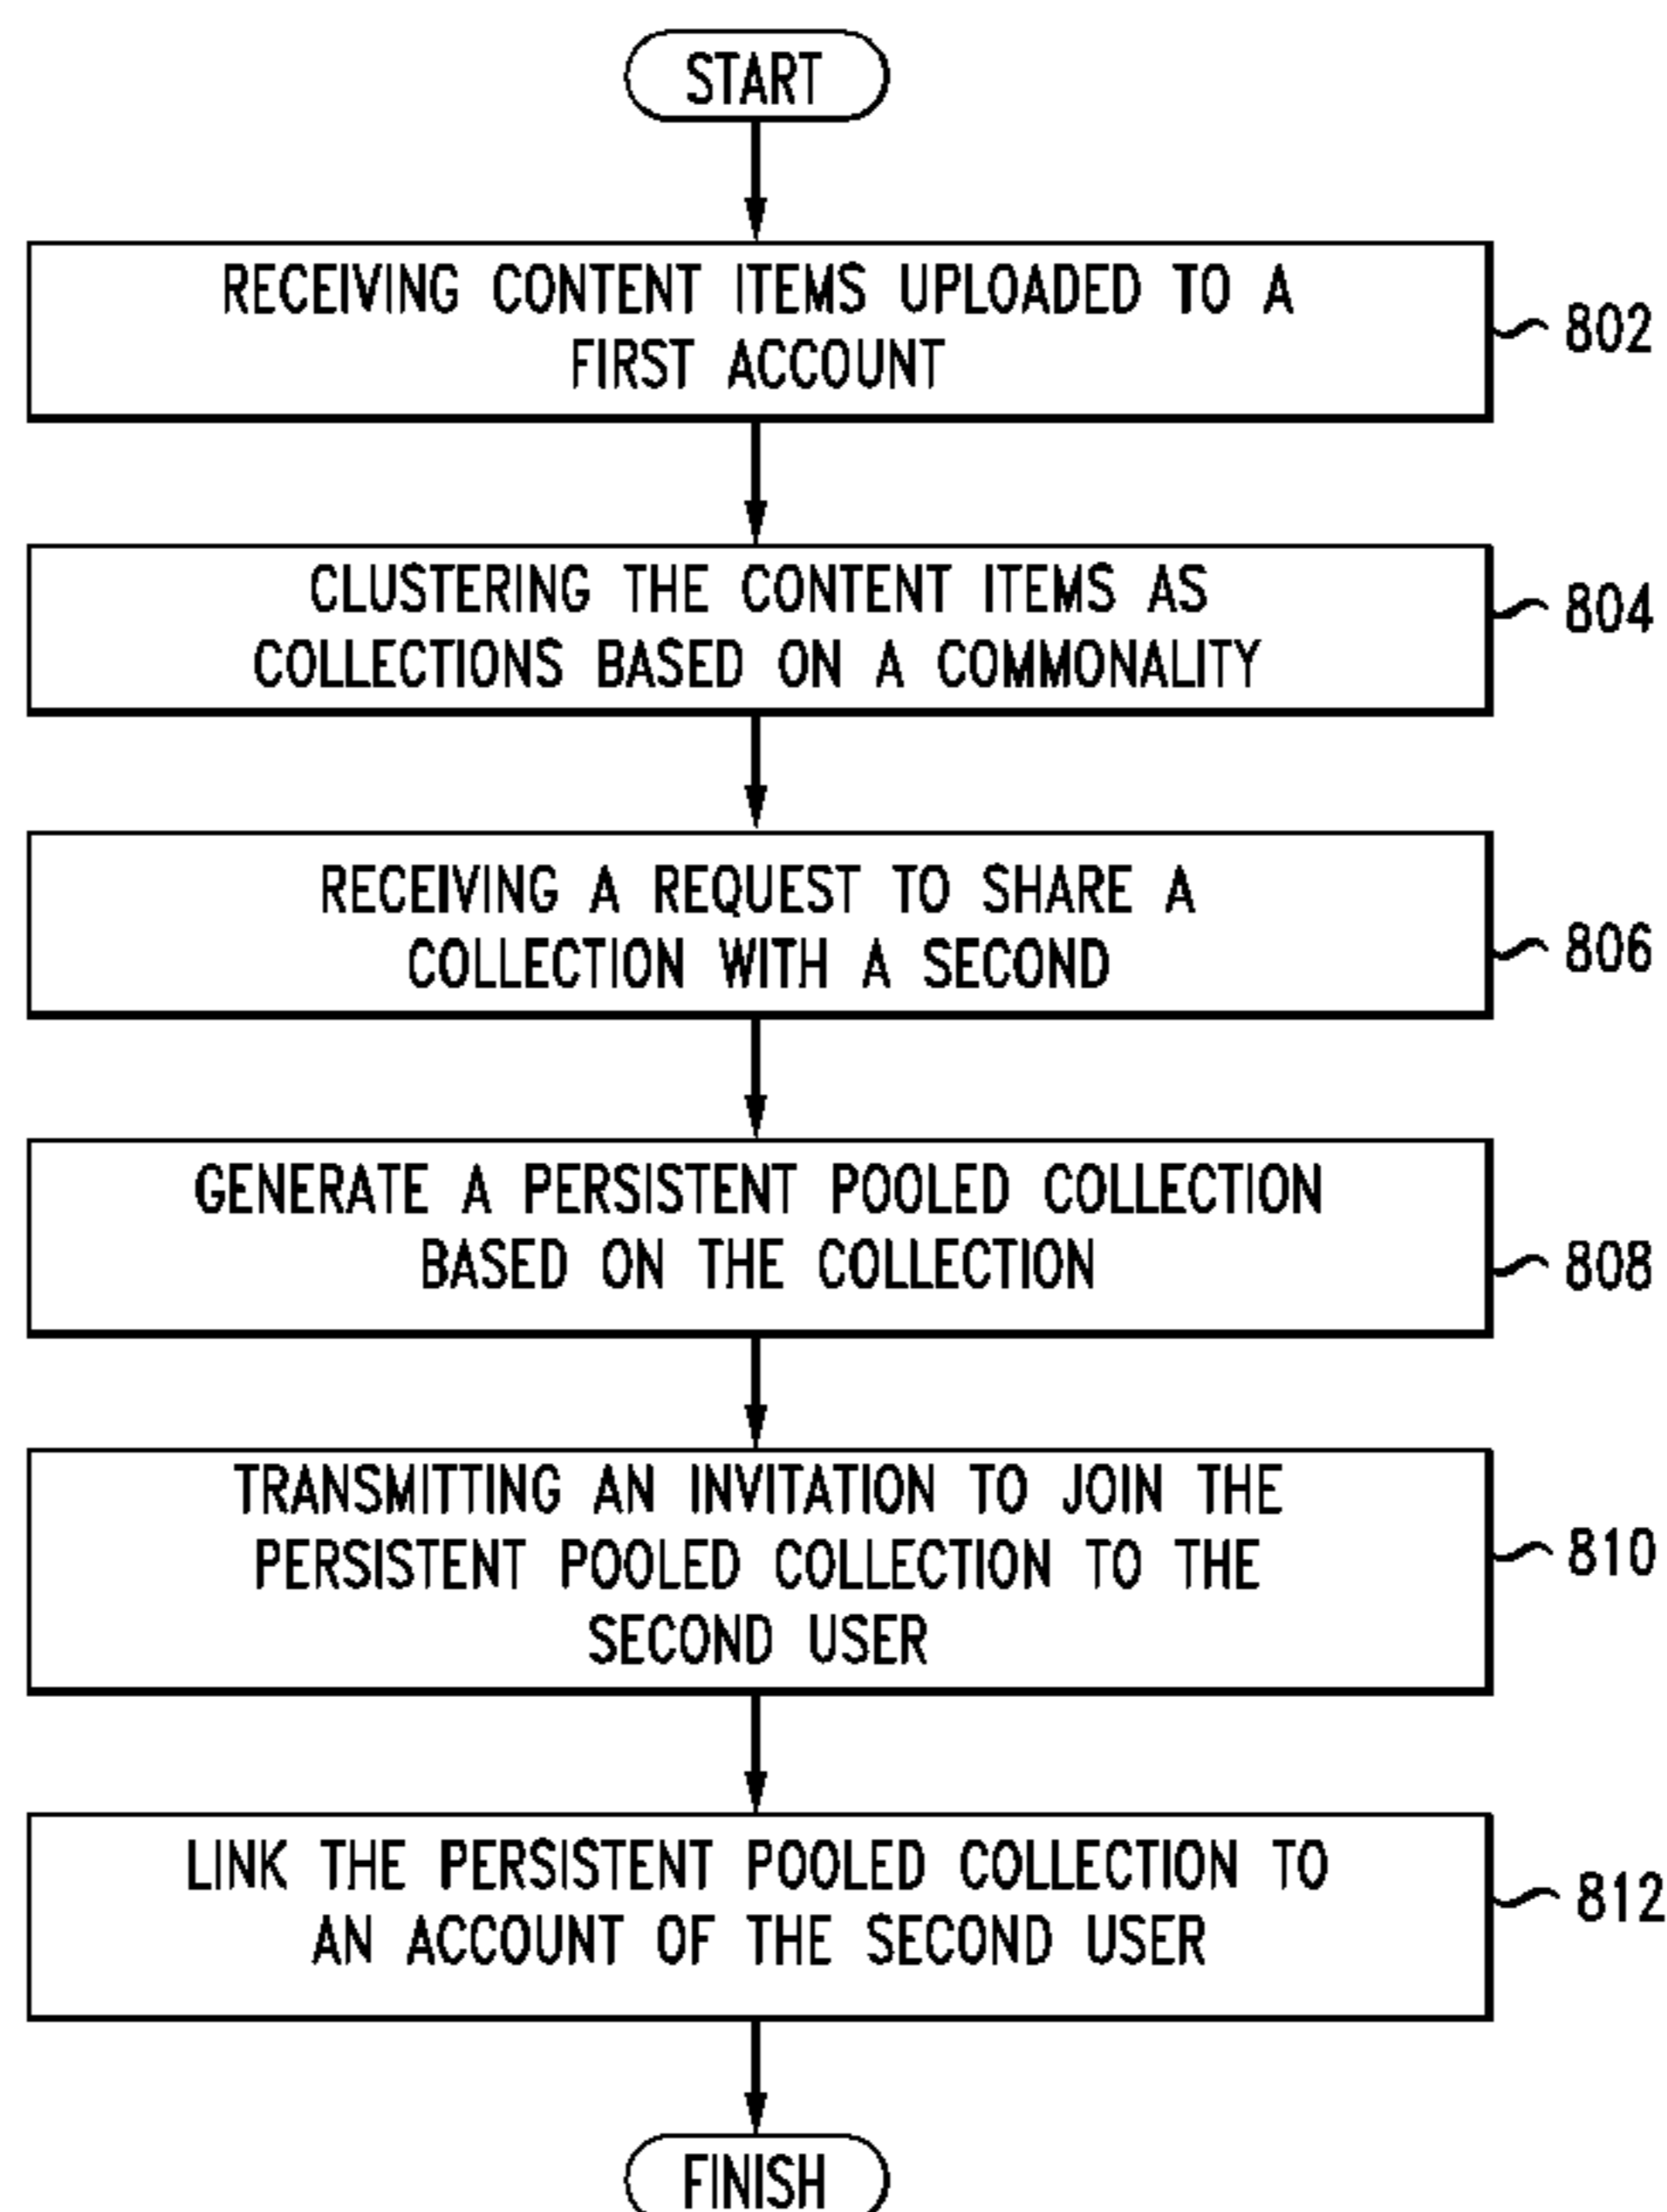 START
RECEIVING CONTENT ITEMS UPLOADED TO A
FIRST ACCOUNT
802
CLUSTERING THE CONTENT ITEMS AS
COLLECTIONS BASED ON A COMMONALITY
804
RECEIVING A REQUEST TO SHARE A
COLLECTION WITH A SECOND
806
GENERATE A PERSISTENT POOLED COLLECTION
BASED ON THE COLLECTION
808
TRANSMITTING AN INVITATION TO JOIN THE
PERSISTENT POOLED COLLECTION TO THE
SECOND USER
810
LINK THE PERSISTENT POOLED COLLECTION TO
AN ACCOUNT OF THE SECOND USER
812
FINISH